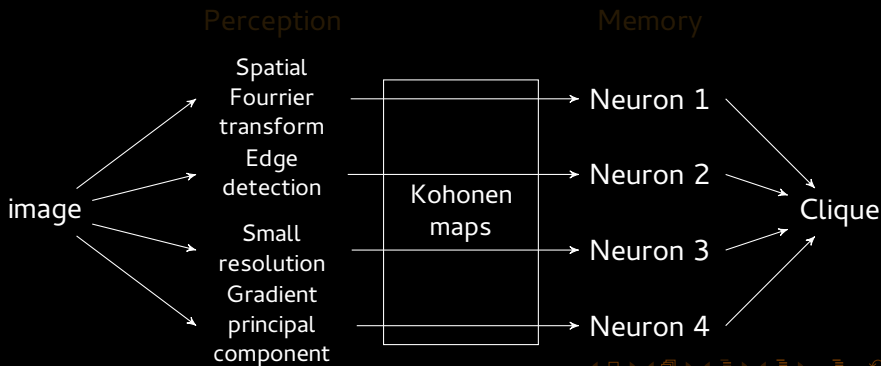 Perception
Memory
image
Spatial
Fourrier
transform
Edge
detection
Small
resolution
Gradient
principal
component
Kohonen
maps
Neuron 1
Neuron 2
Neuron 3
Neuron 4
Clique